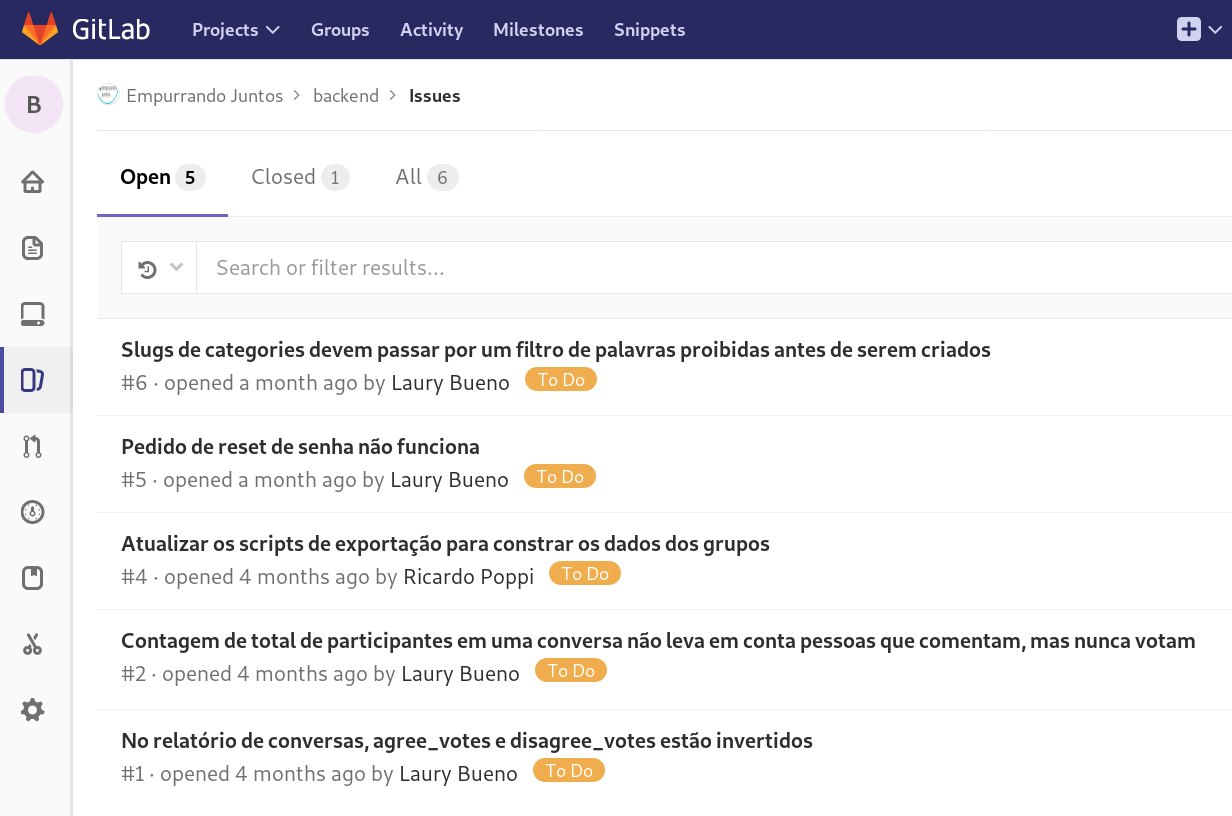 GitLab Projects Groups Activity Milestones Snippets
B
Empurrando Juntos > backend > Issues
Open 5 Closed 1 All 6
Search or filter results...
Slugs de categories devem passar por um filtro de palavras proibidas antes de serem criados
#6 · opened a month ago by Laury Bueno To Do
Pedido de reset de senha não funciona
#5 · opened a month ago by Laury Bueno To Do
Atualizar os scripts de exportação para constrar os dados dos grupos
#4 · opened 4 months ago by Ricardo Poppi To Do
Contagem de total de participantes em uma conversa não leva em conta pessoas que comentam, mas nunca votam
#2 · opened 4 months ago by Laury Bueno To Do
No relatório de conversas, agree_votes e disagree_votes estão invertidos
#1 · opened 4 months ago by Laury Bueno To Do